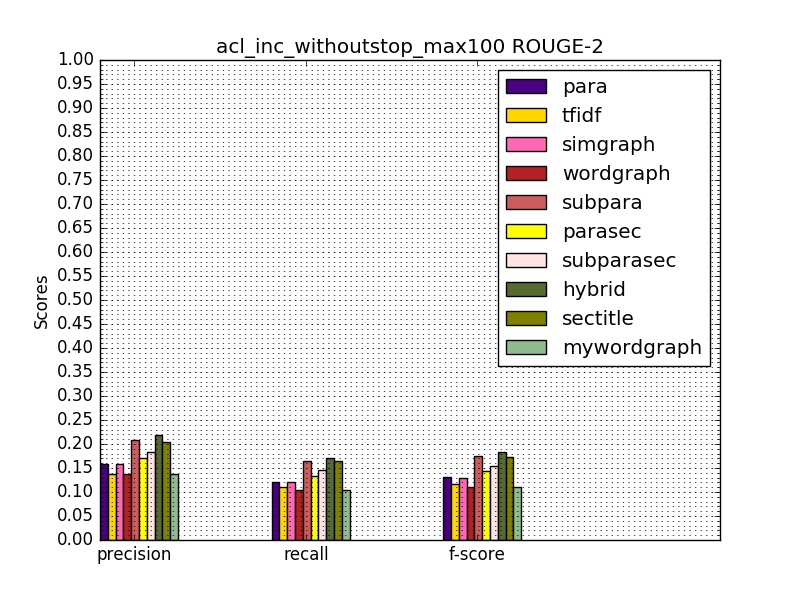 acl_inc_withoutstop_max100 ROUGE-2
1.00
0.95
0.90
0.85
0.80
0.75
0.70
0.65
0.60
0.55
0.50
0.45
0.40
0.35
0.30
0.25
0.20
0.15
0.10
0.05
0.00
Scores
para
tfidf
simgraph
wordgraph
subpara
parasec
subparasec
hybrid
sectitle
mywordgraph
precision
recall
f-score